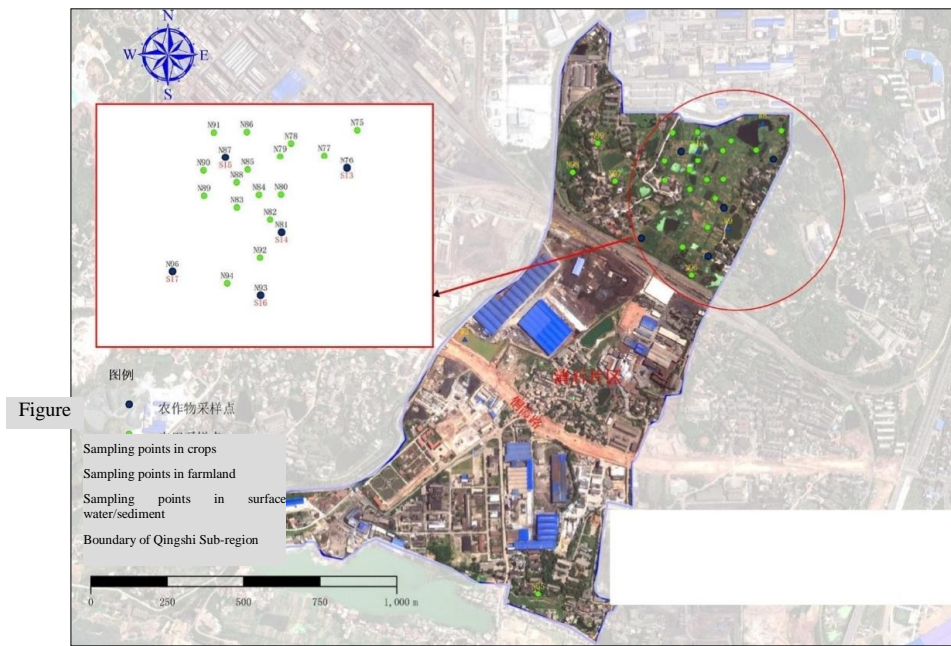 N
W
E
S
N91
N86
N75
N78
N87
N79
N77
N76
S15
S13
N90
N85
N88
N89
N84
N80
N83
N82
N81
S14
N92
N96
S17
N94
N93
S16
图例
Figure
农作物采样点
Sampling points in crops
Sampling points in farmland
Sampling points in surface
water/sediment
Boundary of Qingshi Sub-region
0
250
500
750
1,000 m